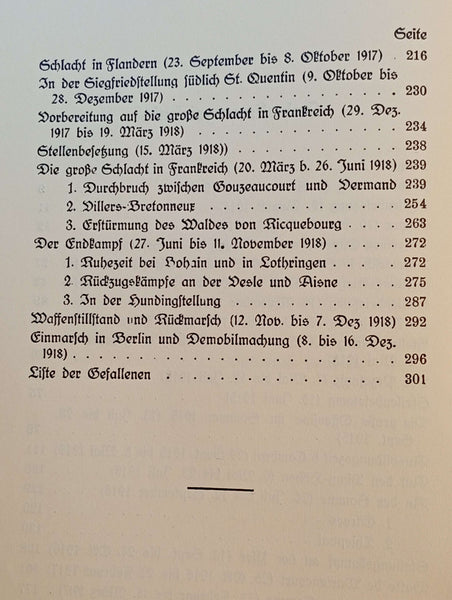 Seite
Schlacht in Flandern (23. September bis 8. Oktober 1917) . 216
In der Siegfriedstellung südlich St. Quentin (9. Oktober bis
28. Dezember 1917) . . . . . . . . . . . . . 230
Vorbereitung auf die große Schlacht in Frankreich (29. Dez.
1917 bis 19. März 1918) . . . . . . . . . . . 234
Stellenbesetzung (15. März 1918)) . . . . . . . . . 238
Die große Schlacht in Frankreich (20. März b. 26. Juni 1918) 239
1. Durchbruch zwischen Gouzeaucourt und Vermand 239
2. Villers-Bretonneux . . . . . . . . . . . 254
3. Erstürmung des Waldes von Ricquebourg . . . . 263
Der Endkampf (27. Juni bis 11. November 1918) . . . . . 272
1. Ruhezeit bei Bohain und in Lothringen . . . . . 272
2. Rückzugskämpfe an der Vesle und Aisne . . . . 275
3. In der Hundingstellung . . . . . . . . . . 287
Waffenstillstand und Rückmarsch (12. Nov. bis 7. Dez 1918) 292
Einmarsch in Berlin und Demobilmachung (8. bis 16. Dez.
1918) . . . . . . . . . . . . . . . . . . 296
Liste der Gefallenen . . . . . . . . . . . . . 301